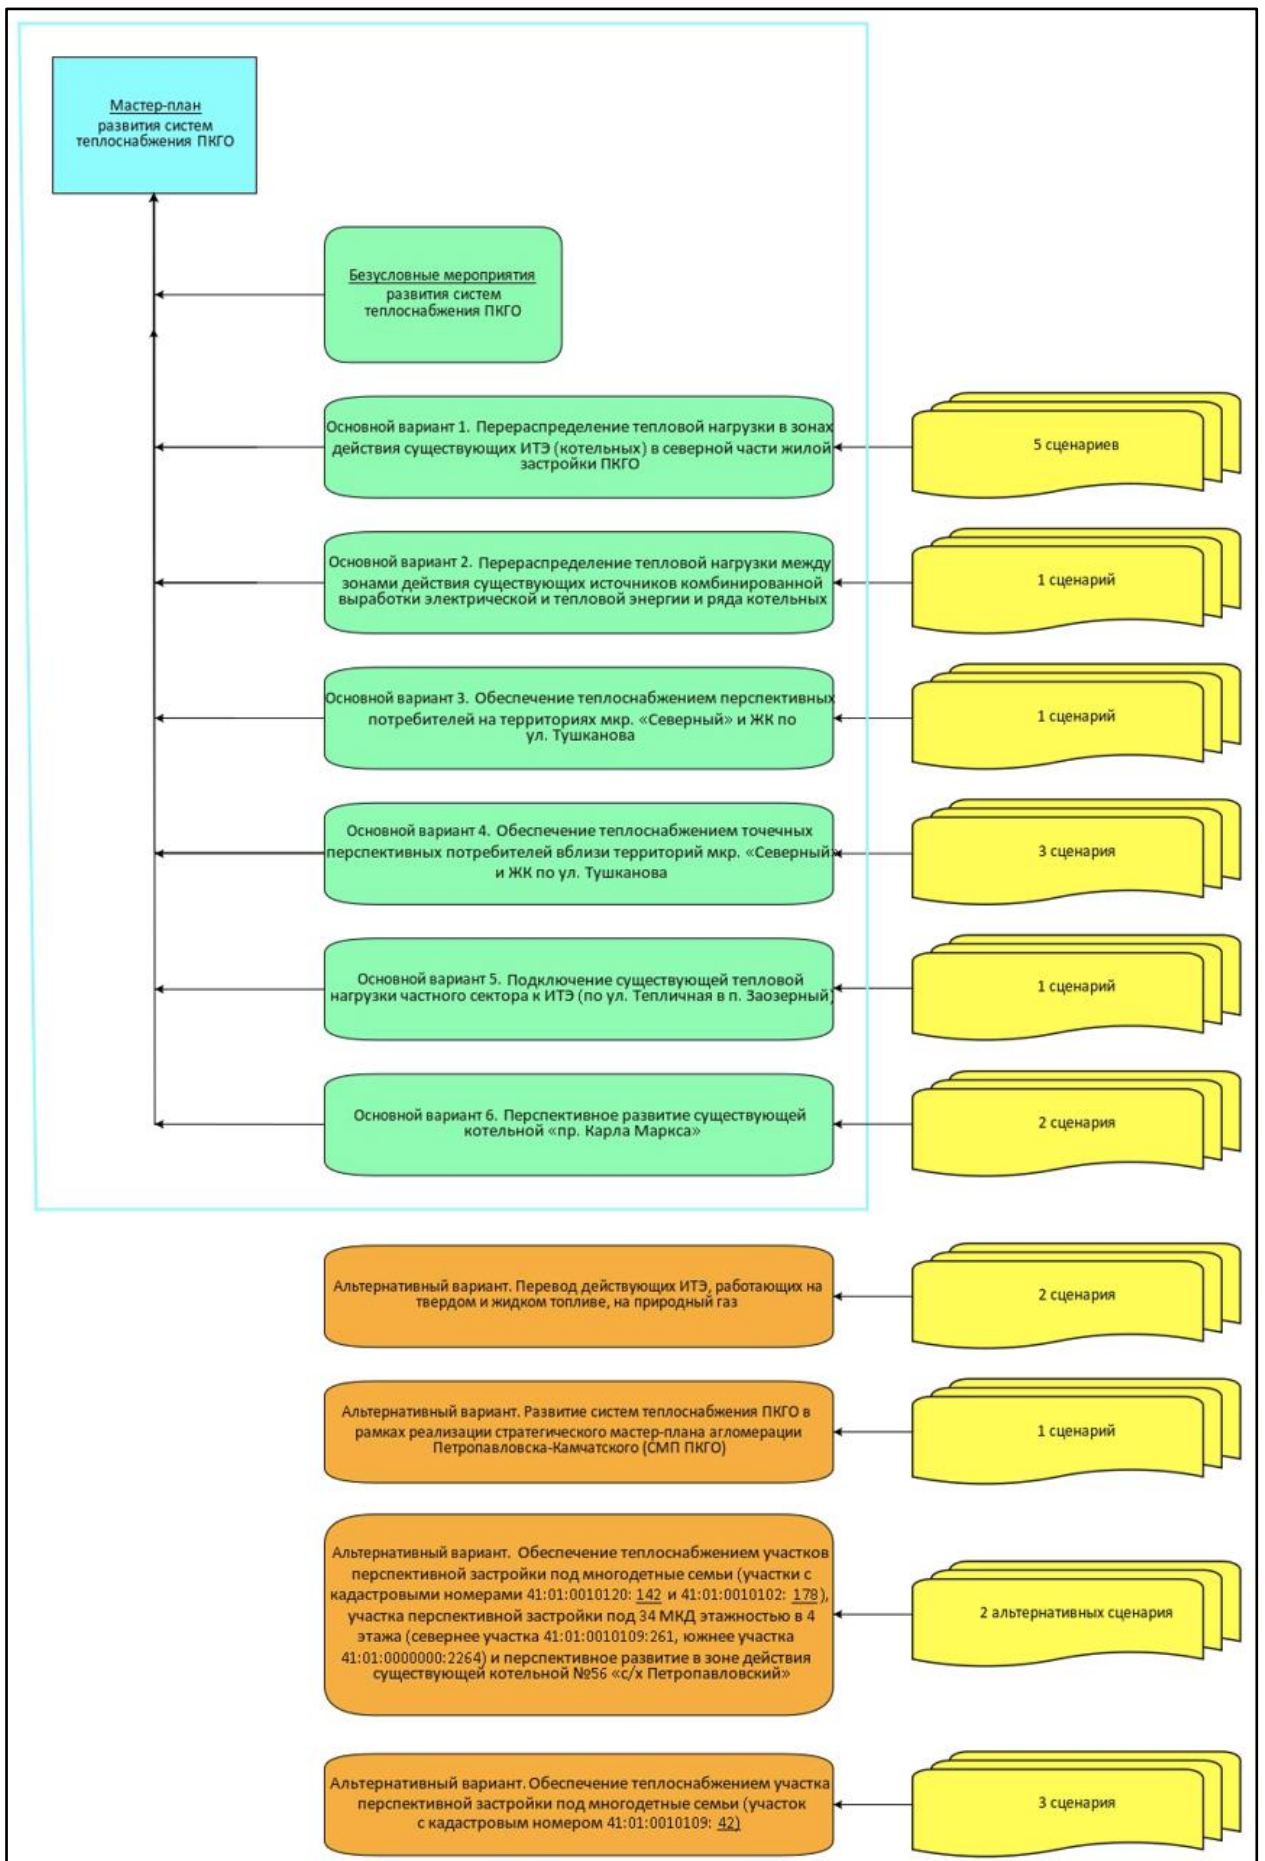 Мастер-план
развития систем
теплоснабжения ПКГО
Безусловные мероприятия
развития систем
теплоснабжения ПКГО
Основной вариант 1. Перераспределение тепловой нагрузки в зонах
действия существующих ИТЭ (котельных) в северной части жилой
застройки ПКГО
5 сценариев
Основной вариант 2. Перераспределение тепловой нагрузки между
зонами действия существующих источников комбинированной
выработки электрической и тепловой энергии и ряда котельных
1 сценарий
Основной вариант 3. Обеспечение теплоснабжением перспективных
потребителей на территориях мкр. «Северный» и ЖК по
ул. Тушканова
1 сценарий
Основной вариант 4. Обеспечение теплоснабжением точечных
перспективных потребителей вблизи территорий мкр. «Северный»
и ЖК по ул. Тушканова
3 сценария
Основной вариант 5. Подключение существующей тепловой
нагрузки частного сектора к ИТЭ (по ул. Тепличная в п. Заозерный)
1 сценарий
Основной вариант 6. Перспективное развитие существующей
котельной «пр. Карла Маркса»
2 сценария
Альтернативный вариант. Перевод действующих ИТЭ, работающих на
твердом и жидком топливе, на природный газ
2 сценария
Альтернативный вариант. Развитие систем теплоснабжения ПКГО в
рамках реализации стратегического мастер-плана агломерации
Петропавловска-Камчатского (СМП ПКГО)
1 сценарий
Альтернативный вариант. Обеспечение теплоснабжением участков
перспективной застройки под многодетные семьи (участки с
кадастровыми номерами 41:01:0010120: 142 и 41:01:0010102: 178),
участка перспективной застройки под 34 МКД этажностью в 4
этажа (севернее участка 41:01:0010109:261, южнее участка
41:01:0000000:2264) и перспективное развитие в зоне действия
существующей котельной №56 «с/х Петропавловский»
2 альтернативных сценария
Альтернативный вариант. Обеспечение теплоснабжением участка
перспективной застройки под многодетные семьи (участок
с кадастровым номером 41:01:0010109: 42)
3 сценария